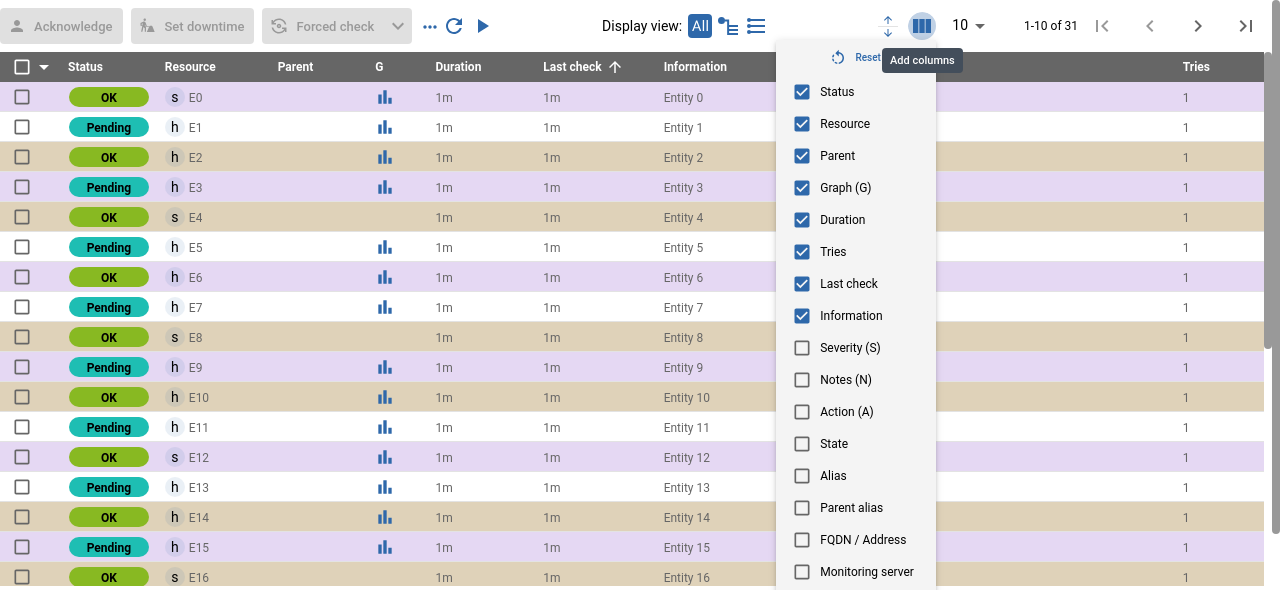 Acknowledge Set downtime Forced check Display view: All 10 1-10 of 31
Reset
Add columns
Status Resource Parent G Duration Last check Information Tries
OK s E0 1m 1m Entity 0 1
Pending h E1 1m 1m Entity 1 1
OK h E2 1m 1m Entity 2 1
Pending h E3 1m 1m Entity 3 1
OK s E4 1m 1m Entity 4 1
Pending h E5 1m 1m Entity 5 1
OK h E6 1m 1m Entity 6 1
Pending h E7 1m 1m Entity 7 1
OK s E8 1m 1m Entity 8 1
Pending h E9 1m 1m Entity 9 1
OK h E10 1m 1m Entity 10 1
Pending h E11 1m 1m Entity 11 1
OK s E12 1m 1m Entity 12 1
Pending h E13 1m 1m Entity 13 1
OK h E14 1m 1m Entity 14 1
Pending h E15 1m 1m Entity 15 1
OK s E16 1m 1m Entity 16 1
Status
Resource
Parent
Graph (G)
Duration
Tries
Last check
Information
Severity (S)
Notes (N)
Action (A)
State
Alias
Parent alias
FQDN / Address
Monitoring server